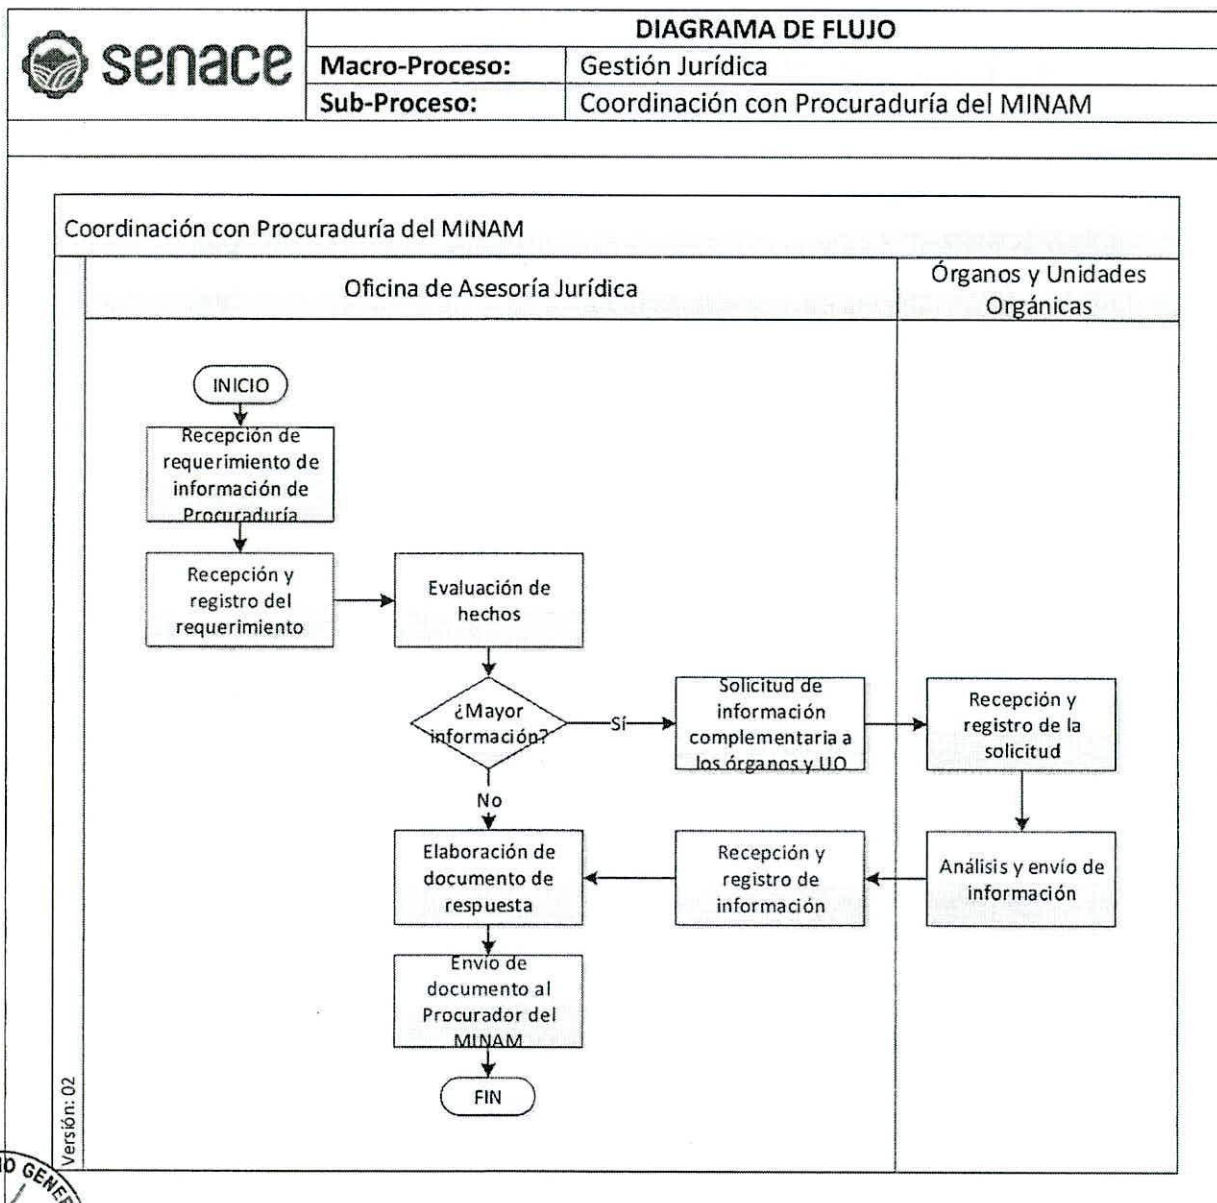 senace
DIAGRAMA DE FLUJO
Macro-Proceso: Gestión Jurídica
Sub-Proceso: Coordinación con Procuraduría del MINAM
Coordinación con Procuraduría del MINAM
Oficina de Asesoría Jurídica
Órganos y Unidades
Orgánicas
INICIO
Recepción de
requerimiento de
información de
Procuraduría
Recepción y
registro del
requerimiento
Evaluación de
hechos
¿Mayor
información?
Sí
Solicitud de
información
complementaria a
los órganos y UO
Recepción y
registro de la
solicitud
No
Elaboración de
documento de
respuesta
Recepción y
registro de
información
Análisis y envío de
información
Envío de
documento al
Procurador del
MINAM
FIN
Versión: 02